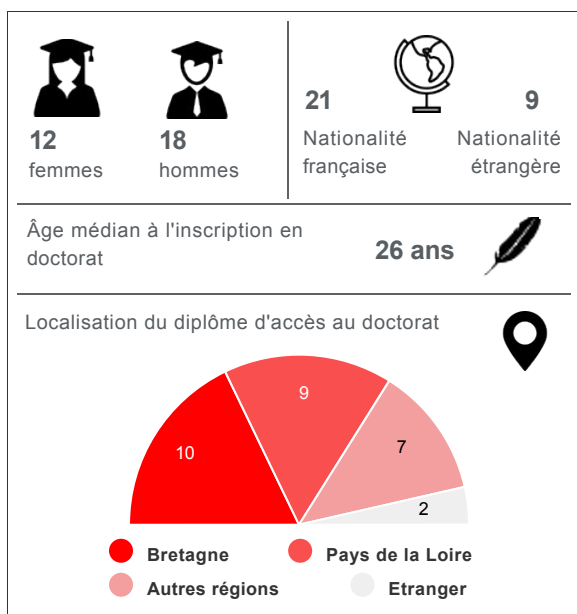 12
femmes
18
hommes
21
Nationalité
française
9
Nationalité
étrangère
Âge médian à l'inscription en
doctorat
26 ans
Localisation du diplôme d'accès au doctorat
10
9
7
2
Bretagne
Pays de la Loire
Autres régions
Etranger